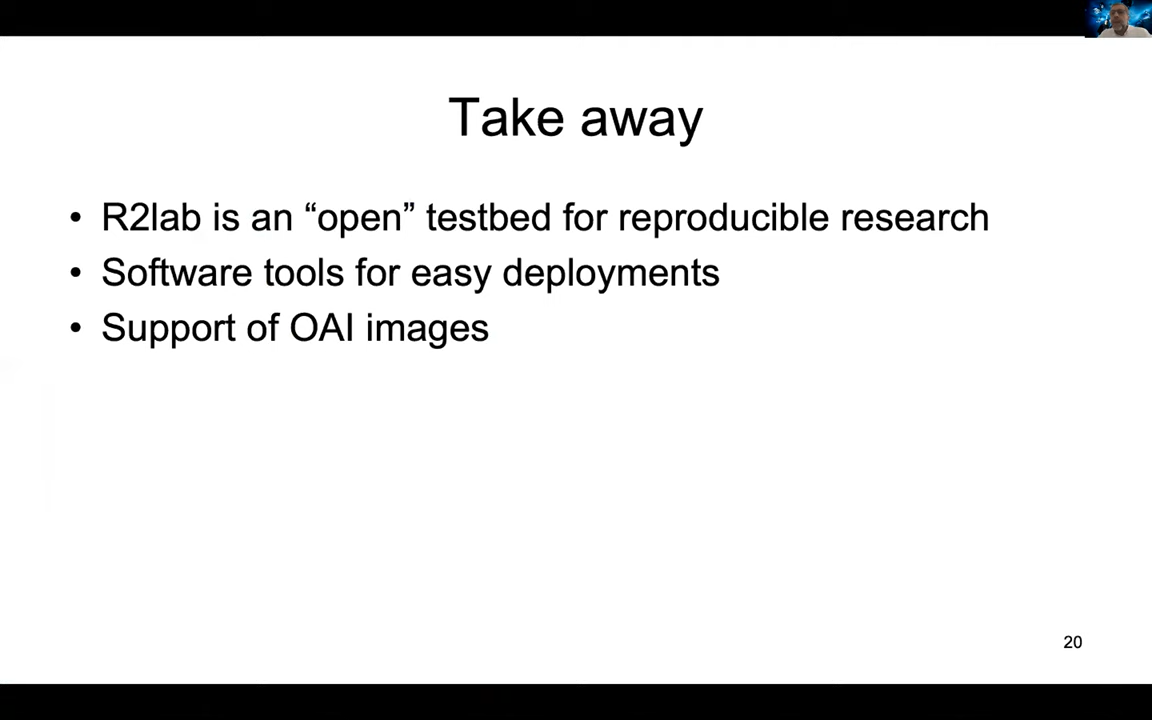 Take away
• R2lab is an “open” testbed for reproducible research
• Software tools for easy deployments
• Support of OAI images
20